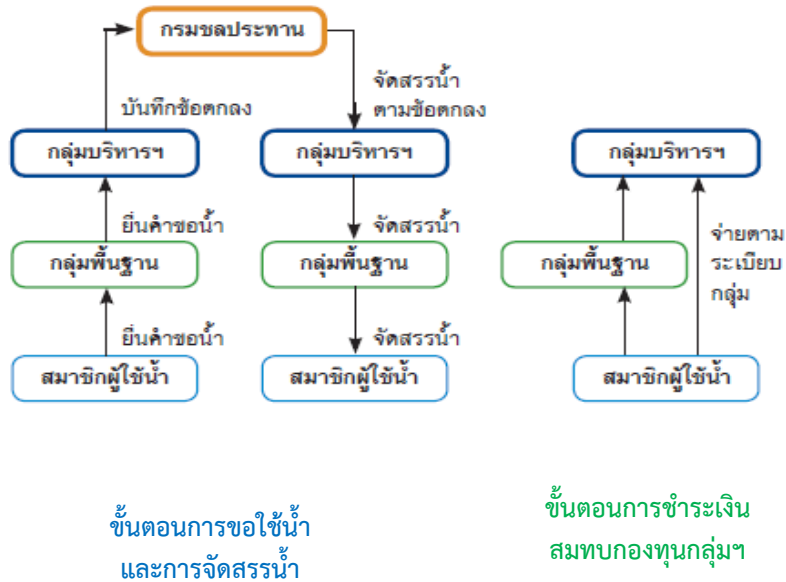 กรมชลประทาน
จัดสรรน้ำ
ตามข้อตกลง
บันทึกข้อตกลง
กลุ่มบริหารฯ
กลุ่มบริหารฯ
กลุ่มบริหารฯ
ยื่นคำขอน้ำ
จัดสรรน้ำ
จ่ายตาม
ระเบียบ
กลุ่ม
กลุ่มพื้นฐาน
กลุ่มพื้นฐาน
กลุ่มพื้นฐาน
ยื่นคำขอน้ำ
จัดสรรน้ำ
สมาชิกผู้ใช้น้ำ
สมาชิกผู้ใช้น้ำ
สมาชิกผู้ใช้น้ำ
ขั้นตอนการขอใช้น้ำ
และการจัดสรรน้ำ
ขั้นตอนการชำระเงิน
สมทบกองทุนกลุ่มฯ